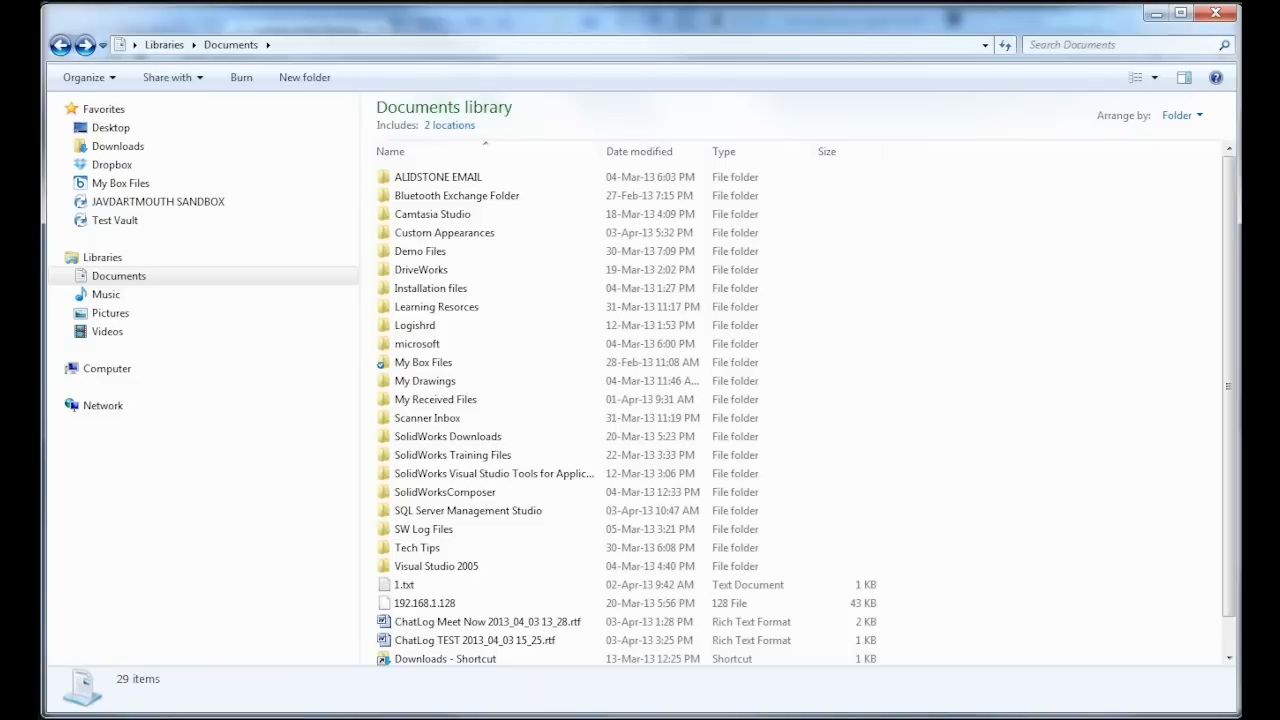 Libraries Documents
Search Documents
Organize Share with Burn New folder
Favorites
Desktop
Downloads
Dropbox
My Box Files
JAVDARTMOUTH SANDBOX
Test Vault
Libraries
Documents
Music
Pictures
Videos
Computer
Network
Documents library
Includes: 2 locations
Arrange by: Folder
Name Date modified Type Size
ALIDSTONE EMAIL 04-Mar-13 6:03 PM File folder
Bluetooth Exchange Folder 27-Feb-13 7:15 PM File folder
Camtasia Studio 18-Mar-13 4:09 PM File folder
Custom Appearances 03-Apr-13 5:32 PM File folder
Demo Files 30-Mar-13 7:09 PM File folder
DriveWorks 19-Mar-13 2:02 PM File folder
Installation files 04-Mar-13 1:27 PM File folder
Learning Resorces 31-Mar-13 11:17 PM File folder
Logishrd 12-Mar-13 1:53 PM File folder
microsoft 04-Mar-13 6:00 PM File folder
My Box Files 28-Feb-13 11:08 AM File folder
My Drawings 04-Mar-13 11:46 A... File folder
My Received Files 01-Apr-13 9:31 AM File folder
Scanner Inbox 31-Mar-13 11:19 PM File folder
SolidWorks Downloads 20-Mar-13 5:23 PM File folder
SolidWorks Training Files 22-Mar-13 3:33 PM File folder
SolidWorks Visual Studio Tools for Applic... 12-Mar-13 3:06 PM File folder
SolidWorksComposer 04-Mar-13 12:33 PM File folder
SQL Server Management Studio 03-Apr-13 10:47 AM File folder
SW Log Files 05-Mar-13 3:21 PM File folder
Tech Tips 30-Mar-13 6:08 PM File folder
Visual Studio 2005 04-Mar-13 4:40 PM File folder
1.txt 02-Apr-13 9:42 AM Text Document 1 KB
192.168.1.128 20-Mar-13 5:56 PM 128 File 43 KB
ChatLog Meet Now 2013_04_03 13_28.rtf 03-Apr-13 1:28 PM Rich Text Format 2 KB
ChatLog TEST 2013_04_03 15_25.rtf 03-Apr-13 3:25 PM Rich Text Format 1 KB
Downloads - Shortcut 13-Mar-13 12:25 PM Shortcut 1 KB
29 items